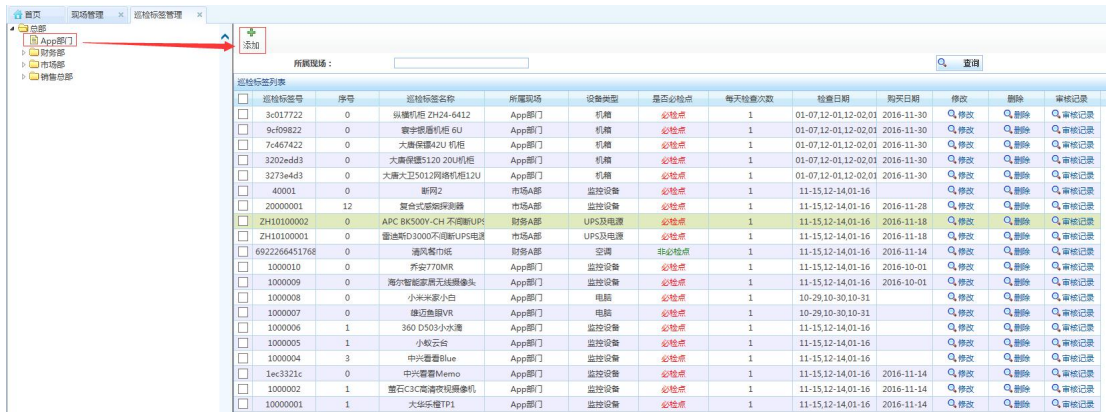 首页 现场管理 × 巡检标签管理 ×
总部
App部门
财务部
市场部
销售总部
添加
所属现场： 查询
巡检标签列表
巡检标签号 序号 巡检标签名称 所属现场 设备类型 是否必检点 每天检查次数 检查日期 购买日期 修改 删除 审核记录
3c017722 0 纵横机柜 ZH24-6412 App部门 机箱 必检点 1 01-07,12-01,12-02,01 2016-11-30 修改 删除 审核记录
9cf09822 0 寰宇银盾机柜 6U App部门 机箱 必检点 1 01-07,12-01,12-02,01 2016-11-30 修改 删除 审核记录
7c467422 0 大唐保镖42U 机柜 App部门 机箱 必检点 1 01-07,12-01,12-02,01 2016-11-30 修改 删除 审核记录
3202edd3 0 大唐保镖5120 20U机柜 App部门 机箱 必检点 1 01-07,12-01,12-02,01 2016-11-30 修改 删除 审核记录
3273e4d3 0 大唐大卫5012网络机柜12U App部门 机箱 必检点 1 01-07,12-01,12-02,01 2016-11-30 修改 删除 审核记录
40001 0 断网2 市场A部 监控设备 必检点 1 11-15,12-14,01-16 修改 删除 审核记录
20000001 12 复合式感烟探测器 市场A部 监控设备 必检点 1 11-15,12-14,01-16 2016-11-28 修改 删除 审核记录
ZH10100002 0 APC BK500Y-CH 不间断UPS 财务A部 UPS及电源 必检点 1 11-15,12-14,01-16 2016-11-18 修改 删除 审核记录
ZH10100001 0 雷迪斯D3000不间断UPS电源 市场A部 UPS及电源 必检点 1 11-15,12-14,01-16 2016-11-18 修改 删除 审核记录
6922266451768 0 清风餐巾纸 财务A部 空调 非必检点 1 11-15,12-14,01-16 2016-11-14 修改 删除 审核记录
1000010 0 乔安770MR App部门 监控设备 必检点 1 11-15,12-14,01-16 2016-10-01 修改 删除 审核记录
1000009 0 海尔智能家居无线摄像头 App部门 监控设备 必检点 1 11-15,12-14,01-16 2016-10-01 修改 删除 审核记录
1000008 0 小米米家小白 App部门 电脑 必检点 1 10-29,10-30,10-31 修改 删除 审核记录
1000007 0 雄迈鱼眼VR App部门 电脑 必检点 1 10-29,10-30,10-31 修改 删除 审核记录
1000006 1 360 D503小水滴 App部门 监控设备 必检点 1 11-15,12-14,01-16 修改 删除 审核记录
1000005 1 小蚁云台 App部门 监控设备 必检点 1 11-15,12-14,01-16 修改 删除 审核记录
1000004 3 中兴看看Blue App部门 监控设备 必检点 1 11-15,12-14,01-16 修改 删除 审核记录
1ec3321c 0 中兴看看Memo App部门 监控设备 必检点 1 11-15,12-14,01-16 2016-11-14 修改 删除 审核记录
1000002 1 萤石C3C高清夜视摄像机 App部门 监控设备 必检点 1 11-15,12-14,01-16 2016-11-14 修改 删除 审核记录
10000001 1 大华乐橙TP1 App部门 监控设备 必检点 1 11-15,12-14,01-16 2016-11-14 修改 删除 审核记录